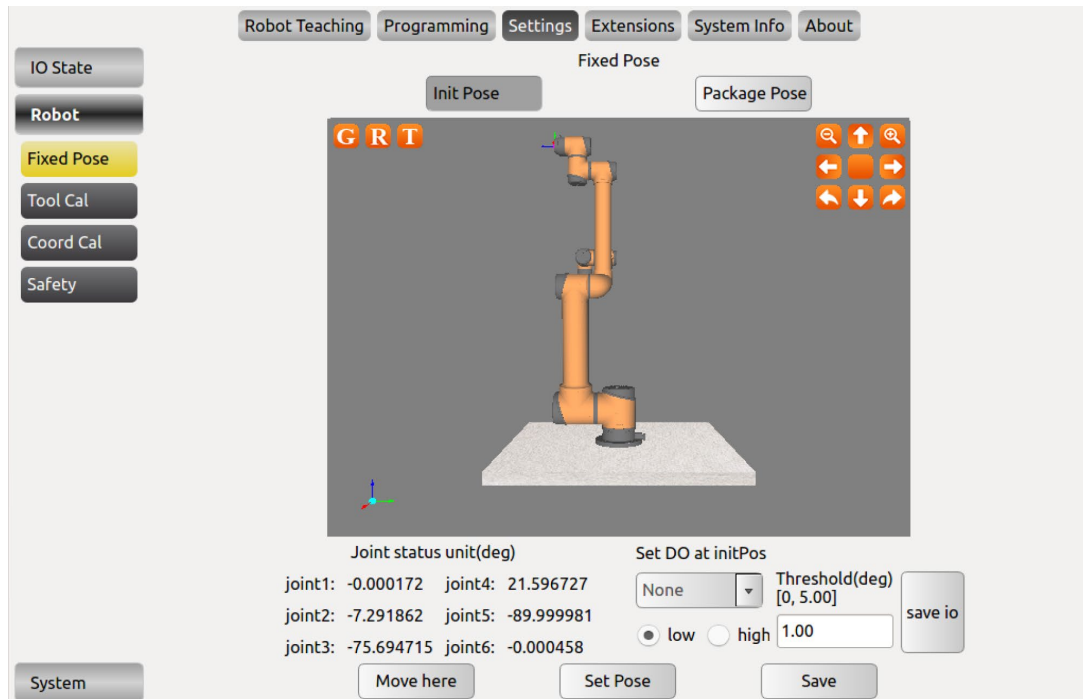 Robot Teaching Programming Settings Extensions System Info About
IO State
Robot
Fixed Pose
Tool Cal
Coord Cal
Safety
System
Fixed Pose
Init Pose Package Pose
G R T
Joint status unit(deg)
joint1: -0.000172 joint4: 21.596727
joint2: -7.291862 joint5: -89.999981
joint3: -75.694715 joint6: -0.000458
Set DO at initPos
None
low high
Threshold(deg)
[0, 5.00]
1.00
save io
Move here Set Pose Save